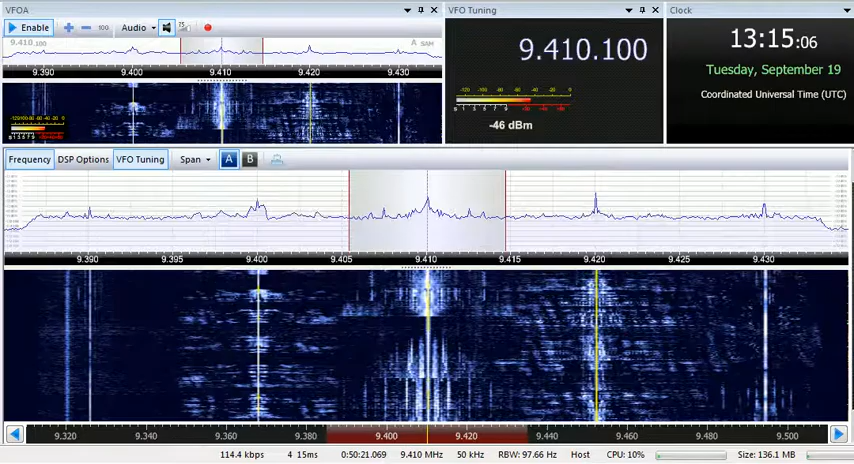 VFOA
Enable 100 Audio 75
9.410.100 A SAM
9.390 9.400 9.410 9.420 9.430
VFO Tuning
9.410.100
-46 dBm
Clock
13:15:06
Tuesday, September 19
Coordinated Universal Time (UTC)
Frequency DSP Options VFO Tuning Span A B
9.390 9.395 9.400 9.405 9.410 9.415 9.420 9.425 9.430
9.320 9.340 9.360 9.380 9.400 9.420 9.440 9.460 9.480 9.500
114.4 kbps 4 15ms 0:50:21.069 9.410 MHz 50 kHz RBW: 97.66 Hz Host CPU: 10% Size: 136.1 MB